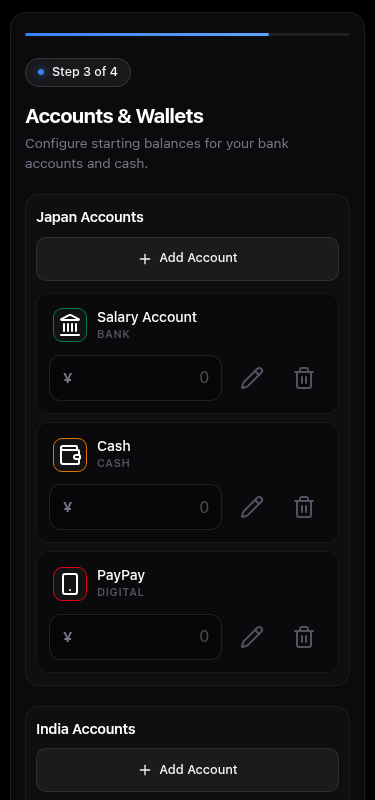 Step 3 of 4
Accounts & Wallets
Configure starting balances for your bank
accounts and cash.
Japan Accounts
+ Add Account
Salary Account
BANK
¥ 0
Cash
CASH
¥ 0
PayPay
DIGITAL
¥ 0
India Accounts
+ Add Account